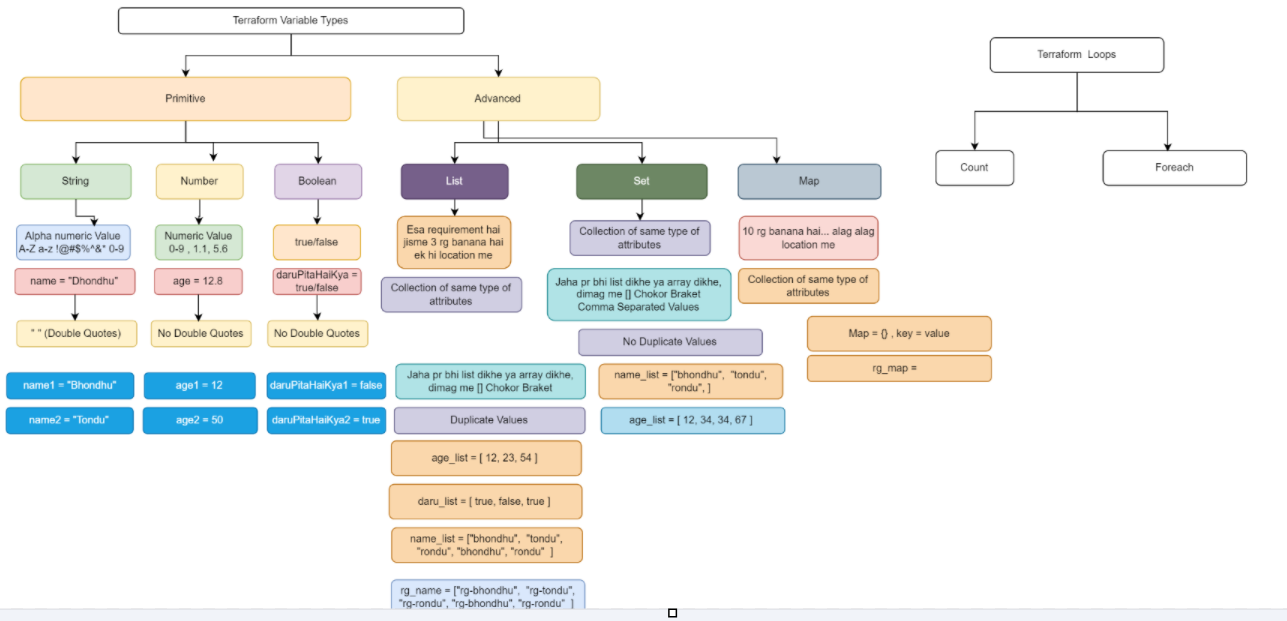 Terraform Variable Types
Terraform Loops
Primitive
Advanced
Count
Foreach
String
Number
Boolean
List
Set
Map
Alpha numeric Value
A-Z a-z !@#$%^&* 0-9
Numeric Value
0-9 , 1.1, 5.6
true/false
Esa requirement hai
jisme 3 rg banana hai
ek hi location me
Collection of same type of
attributes
10 rg banana hai... alag alag
location me
name = "Dhondhu"
age = 12.8
daruPitaHaiKya =
true/false
Collection of same type of
attributes
Jaha pr bhi list dikhe ya array dikhe,
dimag me [] Chokor Braket
Comma Separated Values
Collection of same type of
attributes
" " (Double Quotes)
No Double Quotes
No Double Quotes
No Duplicate Values
Map = {} , key = value
rg_map =
name1 = "Bhondhu"
age1 = 12
daruPitaHaiKya1 = false
Jaha pr bhi list dikhe ya array dikhe,
dimag me [] Chokor Braket
name_list = ["bhondhu", "tondu",
"rondu", ]
name2 = "Tondu"
age2 = 50
daruPitaHaiKya2 = true
Duplicate Values
age_list = [ 12, 34, 34, 67 ]
age_list = [ 12, 23, 54 ]
daru_list = [ true, false, true ]
name_list = ["bhondhu", "tondu",
"rondu", "bhondhu", "rondu" ]
rg_name = ["rg-bhondhu", "rg-tondu",
"rg-rondu", "rg-bhondhu", "rg-rondu" ]